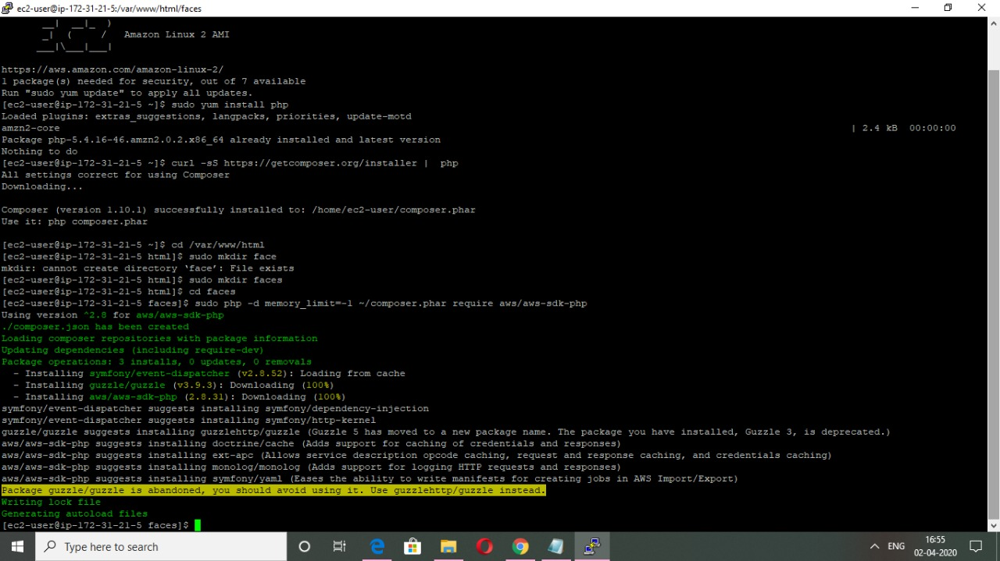 ec2-user@ip-172-31-21-5:/var/www/html/faces
__|  __|_  )
_|  (     /   Amazon Linux 2 AMI
___|\___|___|
https://aws.amazon.com/amazon-linux-2/
1 package(s) needed for security, out of 7 available
Run "sudo yum update" to apply all updates.
[ec2-user@ip-172-31-21-5 ~]$ sudo yum install php
Loaded plugins: extras_suggestions, langpacks, priorities, update-motd
amzn2-core | 2.4 kB 00:00:00
Package php-5.4.16-46.amzn2.0.2.x86_64 already installed and latest version
Nothing to do
[ec2-user@ip-172-31-21-5 ~]$ curl -sS https://getcomposer.org/installer |  php
All settings correct for using Composer
Downloading...
Composer (version 1.10.1) successfully installed to: /home/ec2-user/composer.phar
Use it: php composer.phar
[ec2-user@ip-172-31-21-5 ~]$ cd /var/www/html
[ec2-user@ip-172-31-21-5 html]$ sudo mkdir face
mkdir: cannot create directory ‘face’: File exists
[ec2-user@ip-172-31-21-5 html]$ sudo mkdir faces
[ec2-user@ip-172-31-21-5 html]$ cd faces
[ec2-user@ip-172-31-21-5 faces]$ sudo php -d memory_limit=-1 ~/composer.phar require aws/aws-sdk-php
Using version ^2.8 for aws/aws-sdk-php
./composer.json has been created
Loading composer repositories with package information
Updating dependencies (including require-dev)
Package operations: 3 installs, 0 updates, 0 removals
- Installing symfony/event-dispatcher (v2.8.52): Loading from cache
- Installing guzzle/guzzle (v3.9.3): Downloading (100%)
- Installing aws/aws-sdk-php (2.8.31): Downloading (100%)
symfony/event-dispatcher suggests installing symfony/dependency-injection
symfony/event-dispatcher suggests installing symfony/http-kernel
guzzle/guzzle suggests installing guzzlehttp/guzzle (Guzzle 5 has moved to a new package name. The package you have installed, Guzzle 3, is deprecated.)
aws/aws-sdk-php suggests installing doctrine/cache (Adds support for caching of credentials and responses)
aws/aws-sdk-php suggests installing ext-apc (Allows service description opcode caching, request and response caching, and credentials caching)
aws/aws-sdk-php suggests installing monolog/monolog (Adds support for logging HTTP requests and responses)
aws/aws-sdk-php suggests installing symfony/yaml (Eases the ability to write manifests for creating jobs in AWS Import/Export)
Package guzzle/guzzle is abandoned, you should avoid using it. Use guzzlehttp/guzzle instead.
Writing lock file
Generating autoload files
[ec2-user@ip-172-31-21-5 faces]$
Type here to search
ENG
16:55
02-04-2020